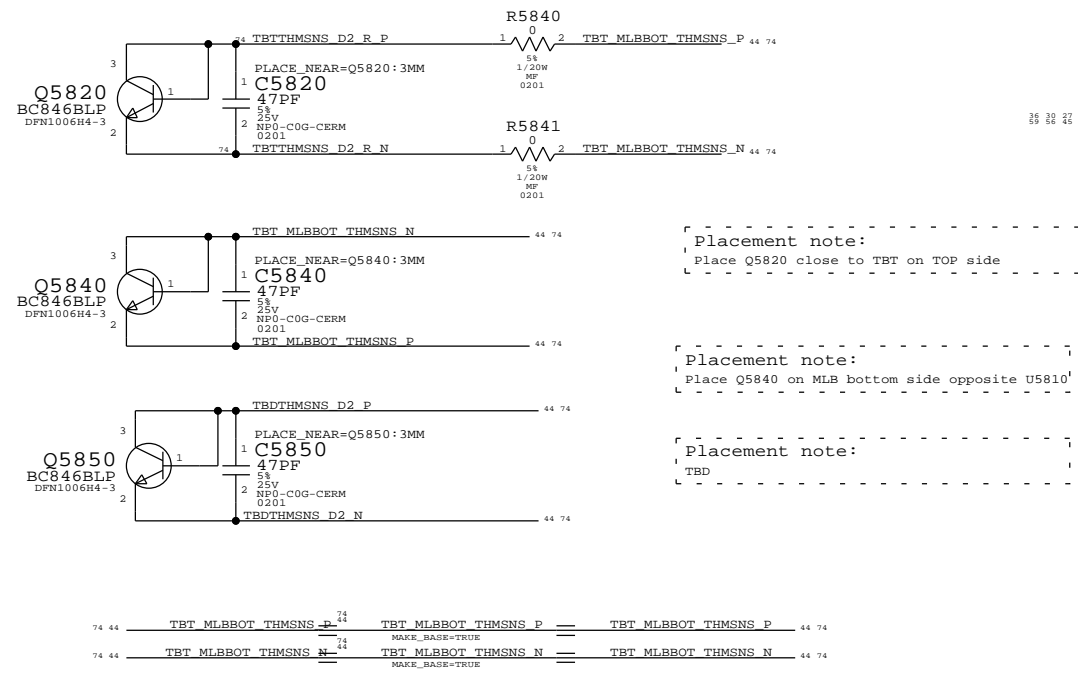 R5840
0
74 TBTTHMSNS_D2_R_P 1 2 TBT_MLBBOT_THMSNS_P 44 74
5%
1/20W
MF
0201
3
PLACE_NEAR=Q5820:3MM
1 C5820
Q5820 1
47PF
BC846BLP
5%
25V
DFN1006H4-3
2 NP0-C0G-CERM
0201
2
36 30 27
59 56 45
R5841
0
74 TBTTHMSNS_D2_R_N 1 2 TBT_MLBBOT_THMSNS_N 44 74
5%
1/20W
MF
0201
TBT_MLBBOT_THMSNS_N 44 74
3
PLACE_NEAR=Q5840:3MM
1 C5840
Q5840 1
47PF
BC846BLP
5%
25V
DFN1006H4-3
2 NP0-C0G-CERM
0201
2
TBT_MLBBOT_THMSNS_P 44 74
Placement note:
Place Q5820 close to TBT on TOP side
Placement note:
Place Q5840 on MLB bottom side opposite U5810
TBDTHMSNS_D2_P 44 74
3
PLACE_NEAR=Q5850:3MM
1 C5850
Q5850 1
47PF
BC846BLP
5%
25V
DFN1006H4-3
2 NP0-C0G-CERM
0201
2
TBDTHMSNS_D2_N 44 74
Placement note:
TBD
74
44
74 44 TBT_MLBBOT_THMSNS_P TBT_MLBBOT_THMSNS_P TBT_MLBBOT_THMSNS_P 44 74
MAKE_BASE=TRUE
74
44
74 44 TBT_MLBBOT_THMSNS_N TBT_MLBBOT_THMSNS_N TBT_MLBBOT_THMSNS_N 44 74
MAKE_BASE=TRUE